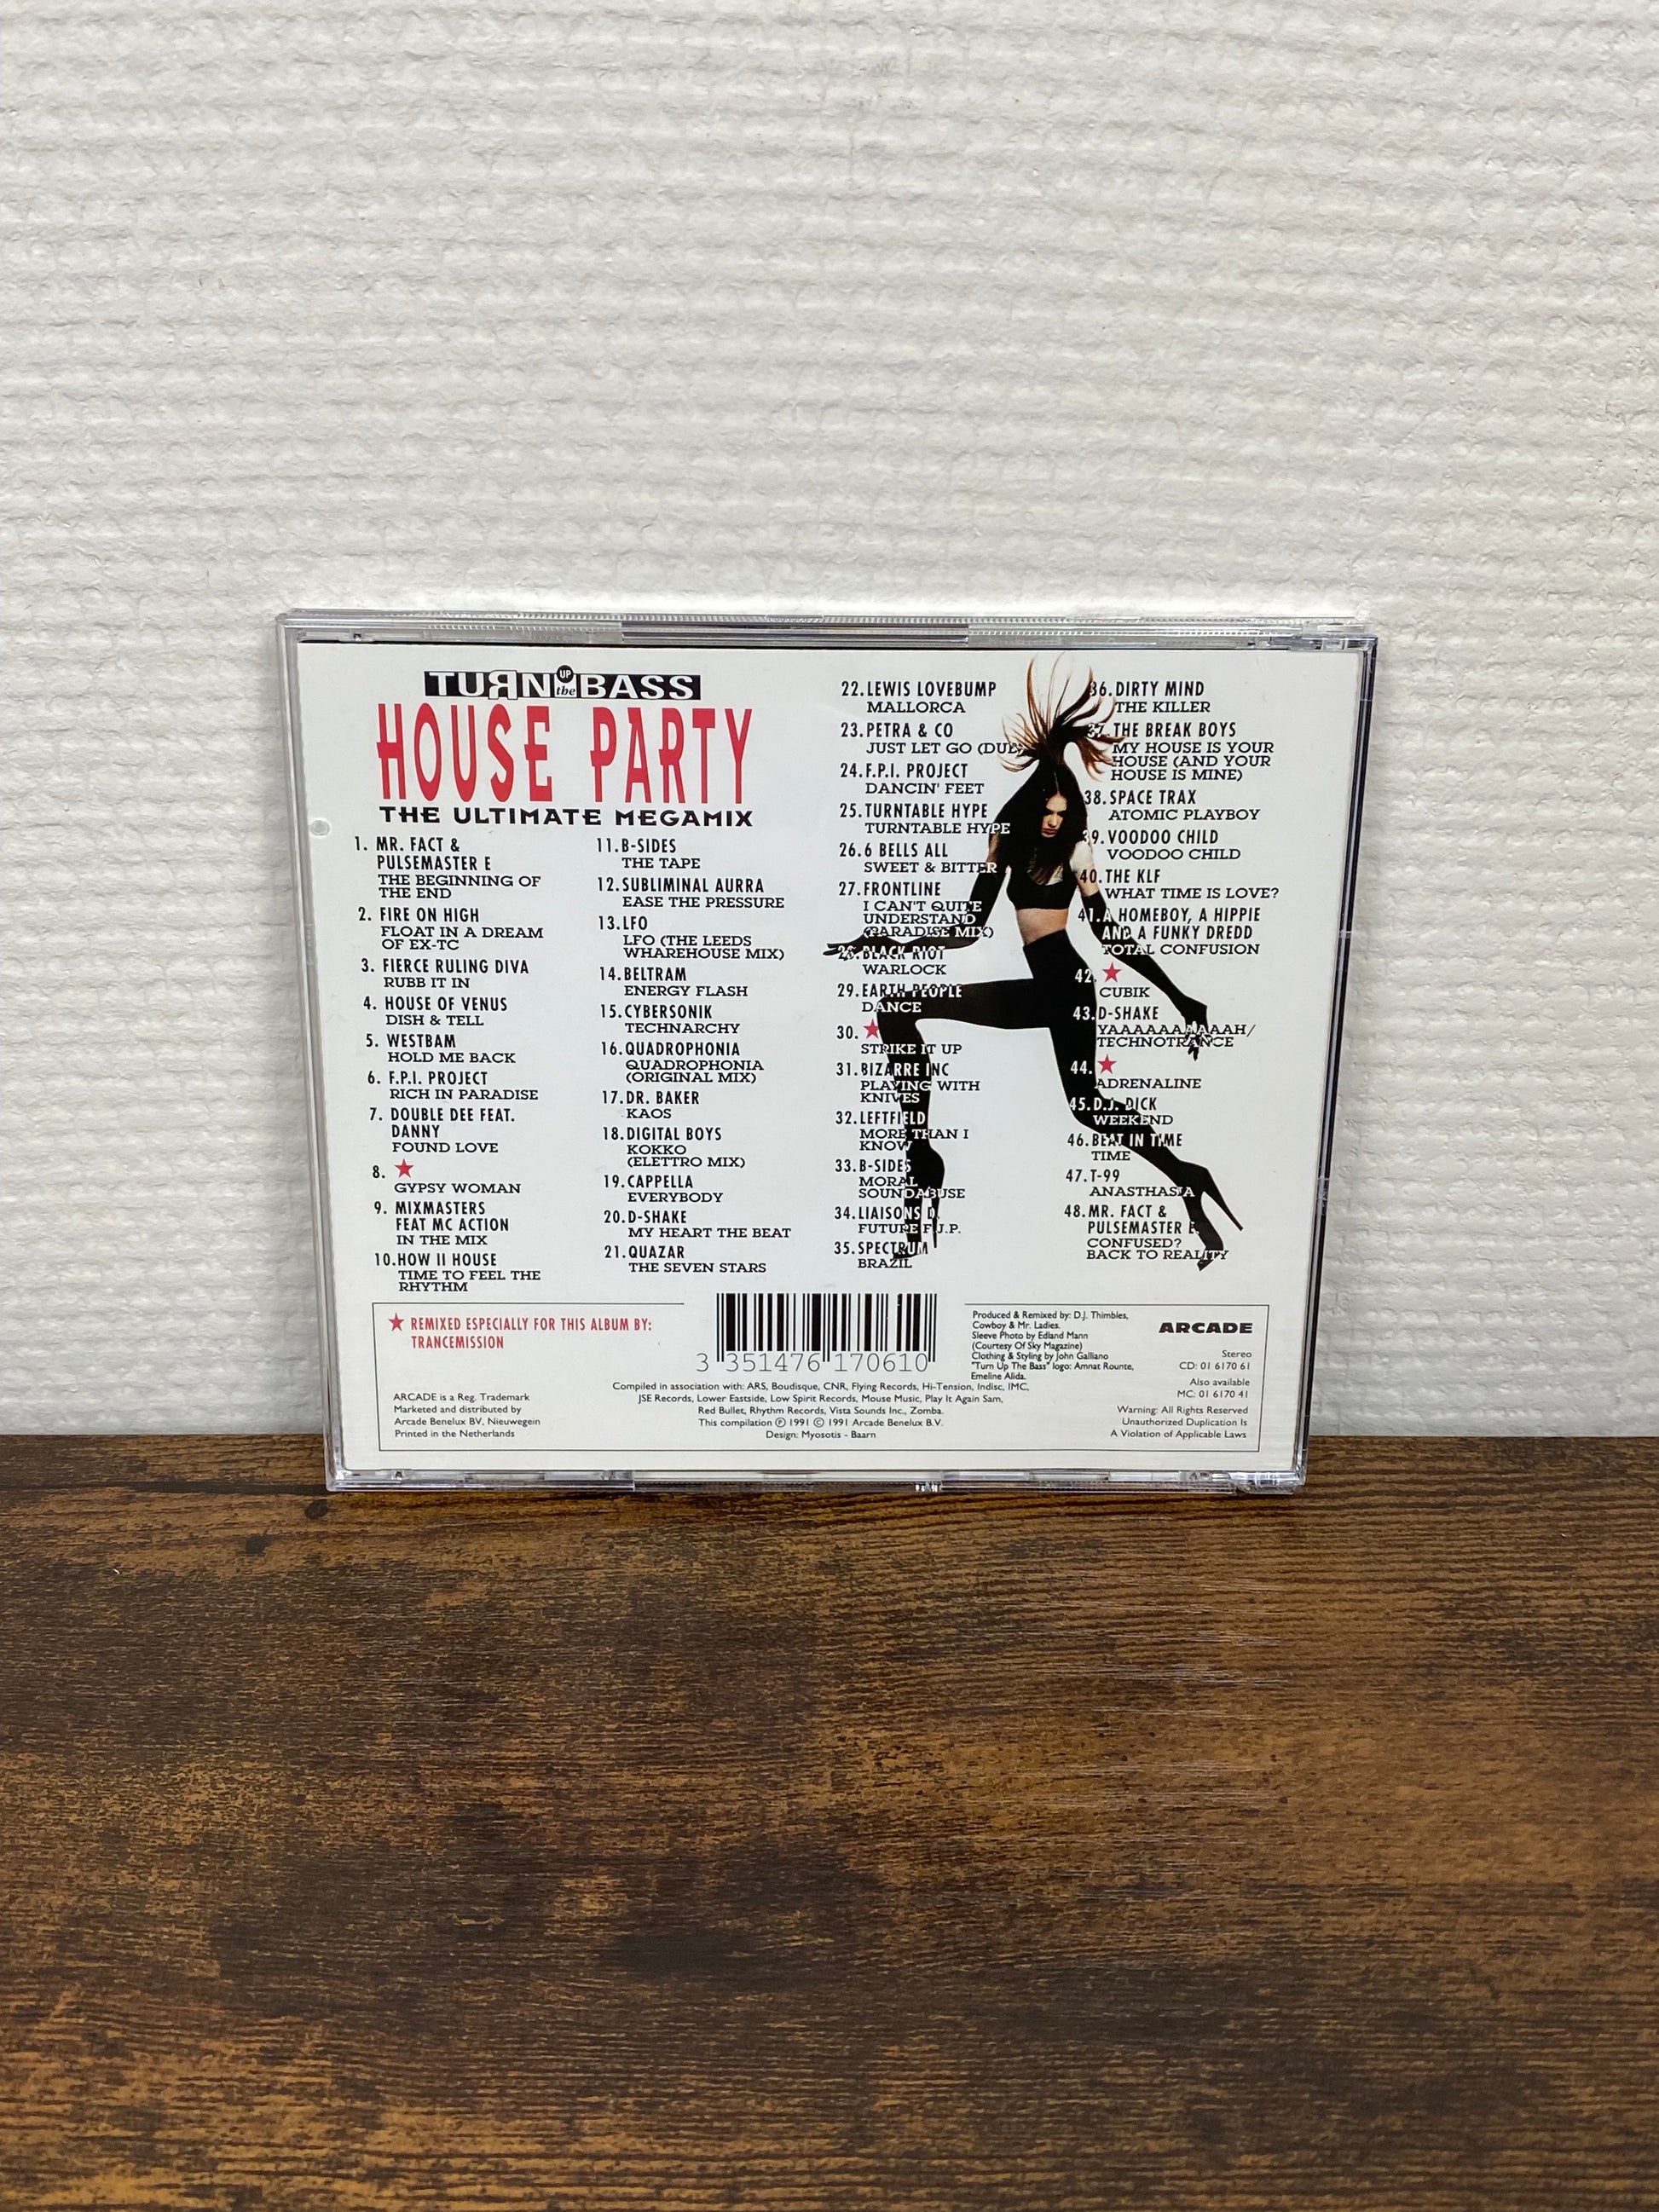 TURN UP the BASS
HOUSE PARTY
THE ULTIMATE MEGAMIX
1. MR. FACT &
PULSEMASTER E
THE BEGINNING OF
THE END
2. FIRE ON HIGH
FLOAT IN A DREAM
OF EX-TC
3. FIERCE RULING DIVA
RUBB IT IN
4. HOUSE OF VENUS
DISH & TELL
5. WESTBAM
HOLD ME BACK
6. F.P.I. PROJECT
RICH IN PARADISE
7. DOUBLE DEE FEAT.
DANNY
FOUND LOVE
8. ★
GYPSY WOMAN
9. MIXMASTERS
FEAT MC ACTION
IN THE MIX
10. HOW II HOUSE
TIME TO FEEL THE
RHYTHM
11. B-SIDES
THE TAPE
12. SUBLIMINAL AURRA
EASE THE PRESSURE
13. LFO
LFO (THE LEEDS
WHAREHOUSE MIX)
14. BELTRAM
ENERGY FLASH
15. CYBERSONIK
TECHNARCHY
16. QUADROPHONIA
QUADROPHONIA
(ORIGINAL MIX)
17. DR. BAKER
KAOS
18. DIGITAL BOYS
KOKKO
(ELETTRO MIX)
19. CAPPELLA
EVERYBODY
20. D-SHAKE
MY HEART THE BEAT
21. QUAZAR
THE SEVEN STARS
22. LEWIS LOVEBUMP
MALLORCA
23. PETRA & CO
JUST LET GO (DUB)
24. F.P.I. PROJECT
DANCIN' FEET
25. TURNTABLE HYPE
TURNTABLE HYPE
26. 6 BELLS ALL
SWEET & BITTER
27. FRONTLINE
I CAN'T QUITE
UNDERSTAND
(PARADISE MIX)
28. BLACK RIOT
WARLOCK
29. EARTH PEOPLE
DANCE
30. ★
STRIKE IT UP
31. BIZARRE INC
PLAYING WITH
KNIVES
32. LEFTFIELD
MORE THAN I
KNOW
33. B-SIDES
MORAL
SOUNDABUSE
34. LIAISONS D.
FUTURE F.J.P.
35. SPECTRUM
BRAZIL
36. DIRTY MIND
THE KILLER
37. THE BREAK BOYS
MY HOUSE IS YOUR
HOUSE (AND YOUR
HOUSE IS MINE)
38. SPACE TRAX
ATOMIC PLAYBOY
39. VOODOO CHILD
VOODOO CHILD
40. THE KLF
WHAT TIME IS LOVE?
41. A HOMEBOY, A HIPPIE
AND A FUNKY DREDD
TOTAL CONFUSION
42. ★
CUBIK
43. D-SHAKE
YAAAAAAAAAAH/
TECHNOTRANCE
44. ★
ADRENALINE
45. D.J. DICK
WEEKEND
46. BEAT IN TIME
TIME
47. T-99
ANASTHASIA
48. MR. FACT &
PULSEMASTER E.
CONFUSED?
BACK TO REALITY
★ REMIXED ESPECIALLY FOR THIS ALBUM BY:
TRANCEMISSION
ARCADE is a Reg. Trademark
Marketed and distributed by
Arcade Benelux BV, Nieuwegein
Printed in the Netherlands
3 351476 170610
Compiled in association with: ARS, Boudisque, CNR, Flying Records, Hi-Tension, Indisc, IMC,
JSE Records, Lower Eastside, Low Spirit Records, Mouse Music, Play It Again Sam,
Red Bullet, Rhythm Records, Vista Sounds Inc., Zomba.
This compilation ℗ 1991 © 1991 Arcade Benelux B.V.
Design: Myosotis - Baarn
Produced & Remixed by: D.J. Thimbles,
Cowboy & Mr. Ladies.
Sleeve Photo by Edland Mann
(Courtesy Of Sky Magazine)
Clothing & Styling by John Galliano
"Turn Up The Bass" logo: Amnat Rounte,
Emeline Alida.
ARCADE
Stereo
CD: 01 6170 61
Also available
MC: 01 6170 41
Warning: All Rights Reserved
Unauthorized Duplication Is
A Violation of Applicable Laws